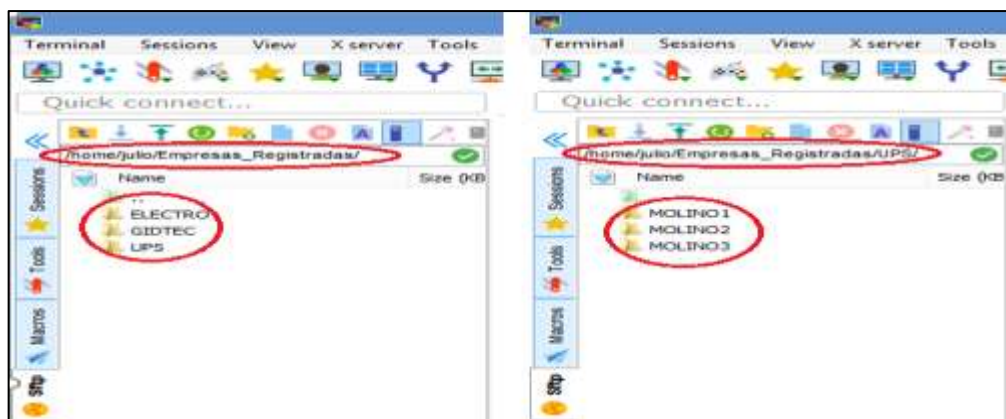 Terminal Sessions View X server Tools
Quick connect...
/home/julio/Empresas_Registradas/
Name Size (KB
..
ELECTRO
GIDTEC
UPS
Sessions
Tools
Macros
Sftp
Terminal Sessions View X server Tools
Quick connect...
/home/julio/Empresas_Registradas/UPS/
Name Size (KB
..
MOLINO1
MOLINO2
MOLINO3
Sessions
Tools
Macros
Sftp